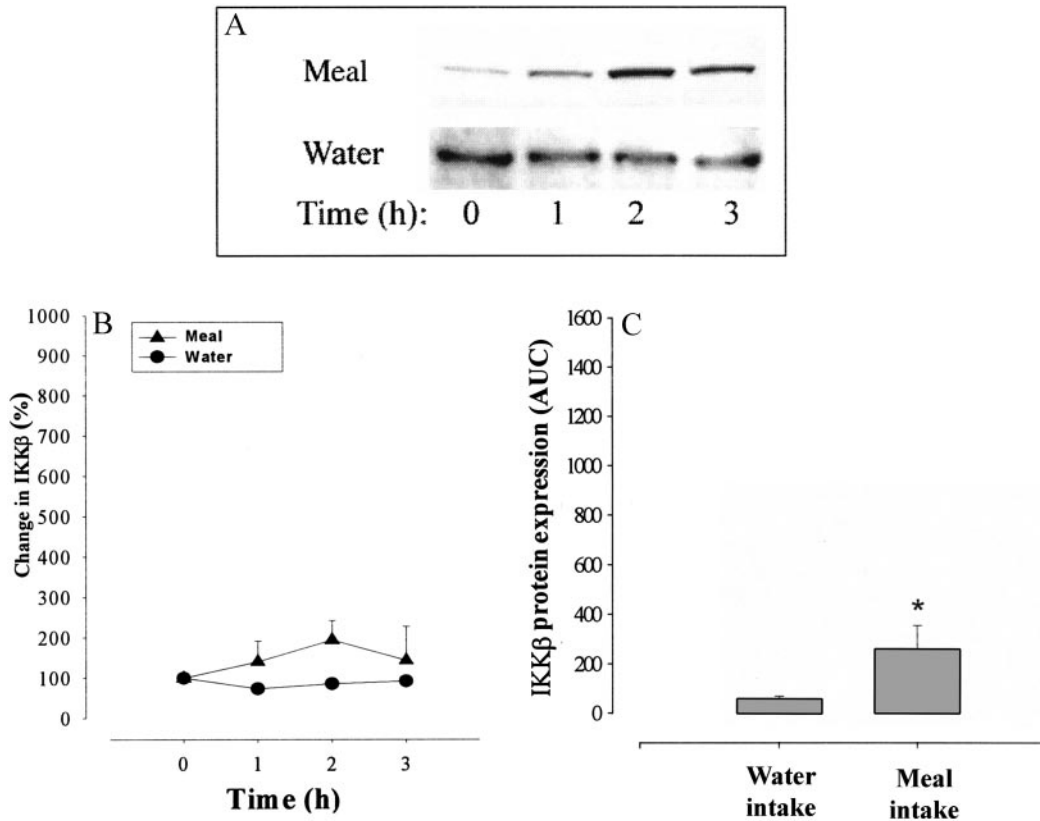 A
Meal
Water
Time (h): 0 1 2 3
B
Meal
Water
1000
900
800
700
600
500
400
300
200
100
0
Change in IKKβ (%)
0 1 2 3
Time (h)
C
1600
1400
1200
1000
800
600
400
200
0
IKKβ protein expression (AUC)
*
Water intake
Meal intake